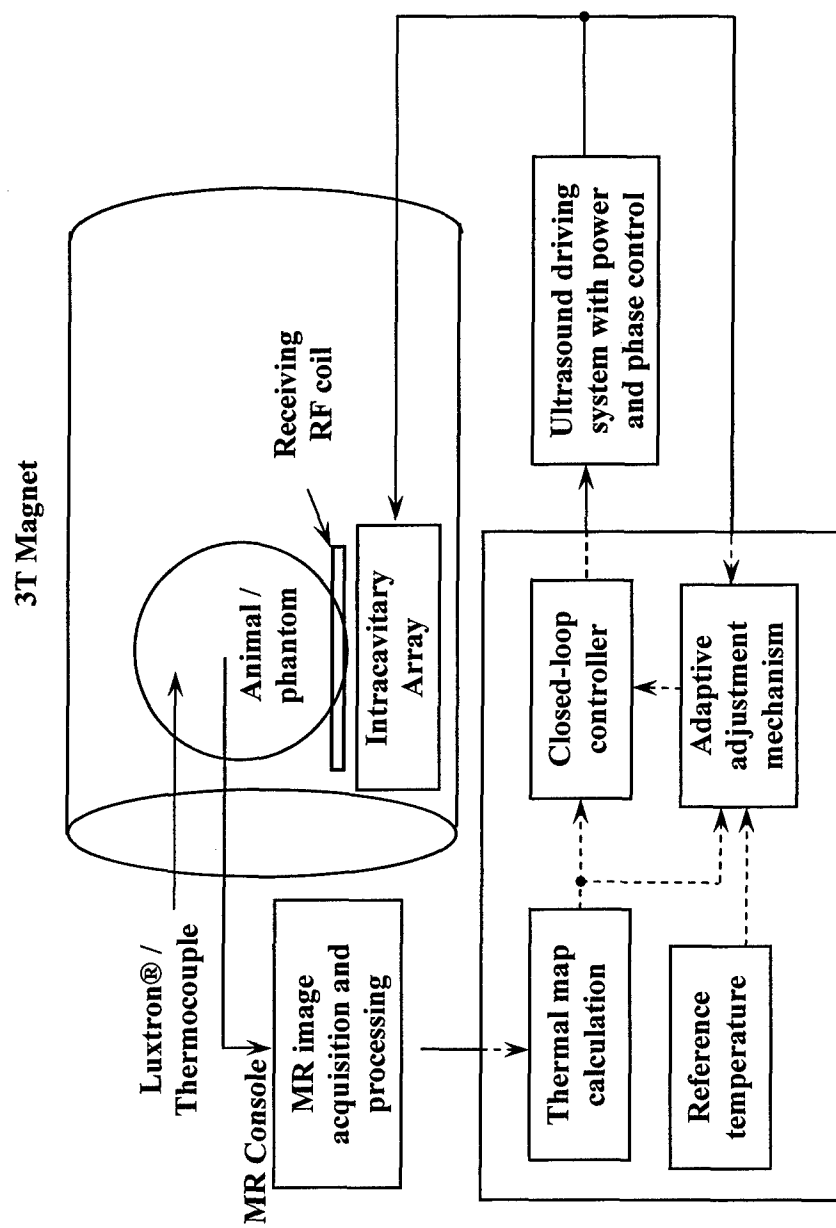 3T Magnet
Luxtron® /
Thermocouple
Animal /
phantom
Receiving
RF coil
Intracavitary
Array
MR Console
MR image
acquisition and
processing
Thermal map
calculation
Closed-loop
controller
Ultrasound driving
system with power
and phase control
Reference
temperature
Adaptive
adjustment
mechanism